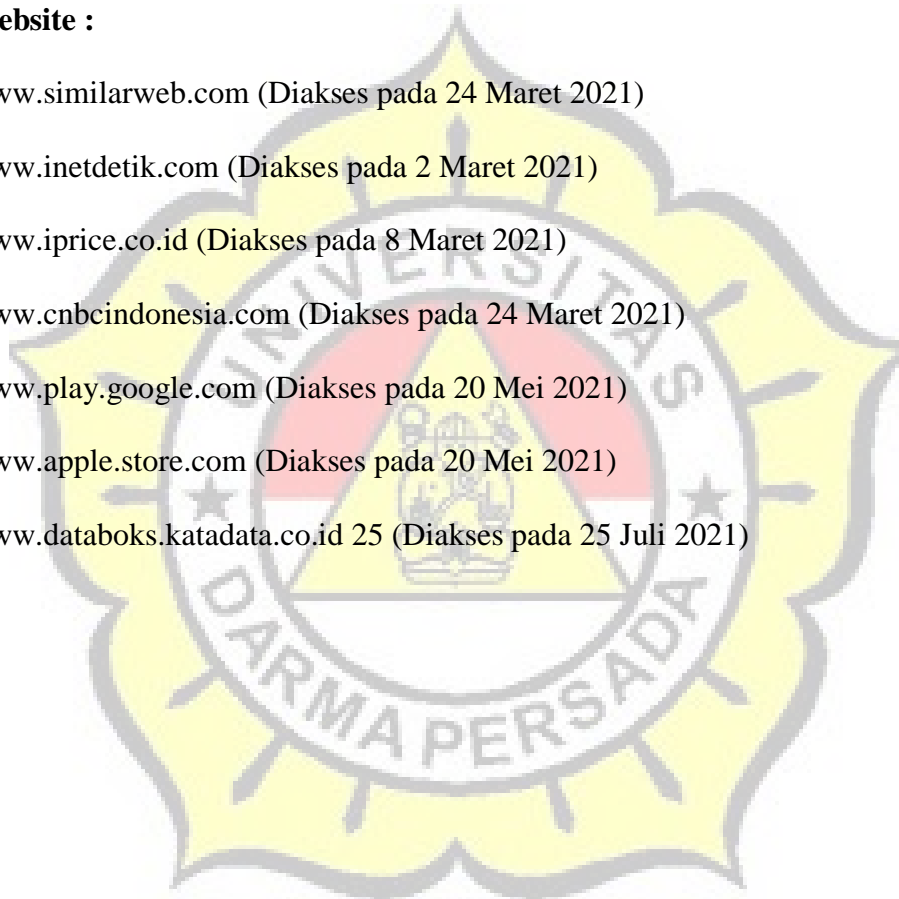 ebsite :
ww.similarweb.com (Diakses pada 24 Maret 2021)
ww.inetdetik.com (Diakses pada 2 Maret 2021)
ww.iprice.co.id (Diakses pada 8 Maret 2021)
ww.cnbcindonesia.com (Diakses pada 24 Maret 2021)
ww.play.google.com (Diakses pada 20 Mei 2021)
ww.apple.store.com (Diakses pada 20 Mei 2021)
ww.databoks.katadata.co.id 25 (Diakses pada 25 Juli 2021)
UNIVERSITAS
DARMA PERSADA